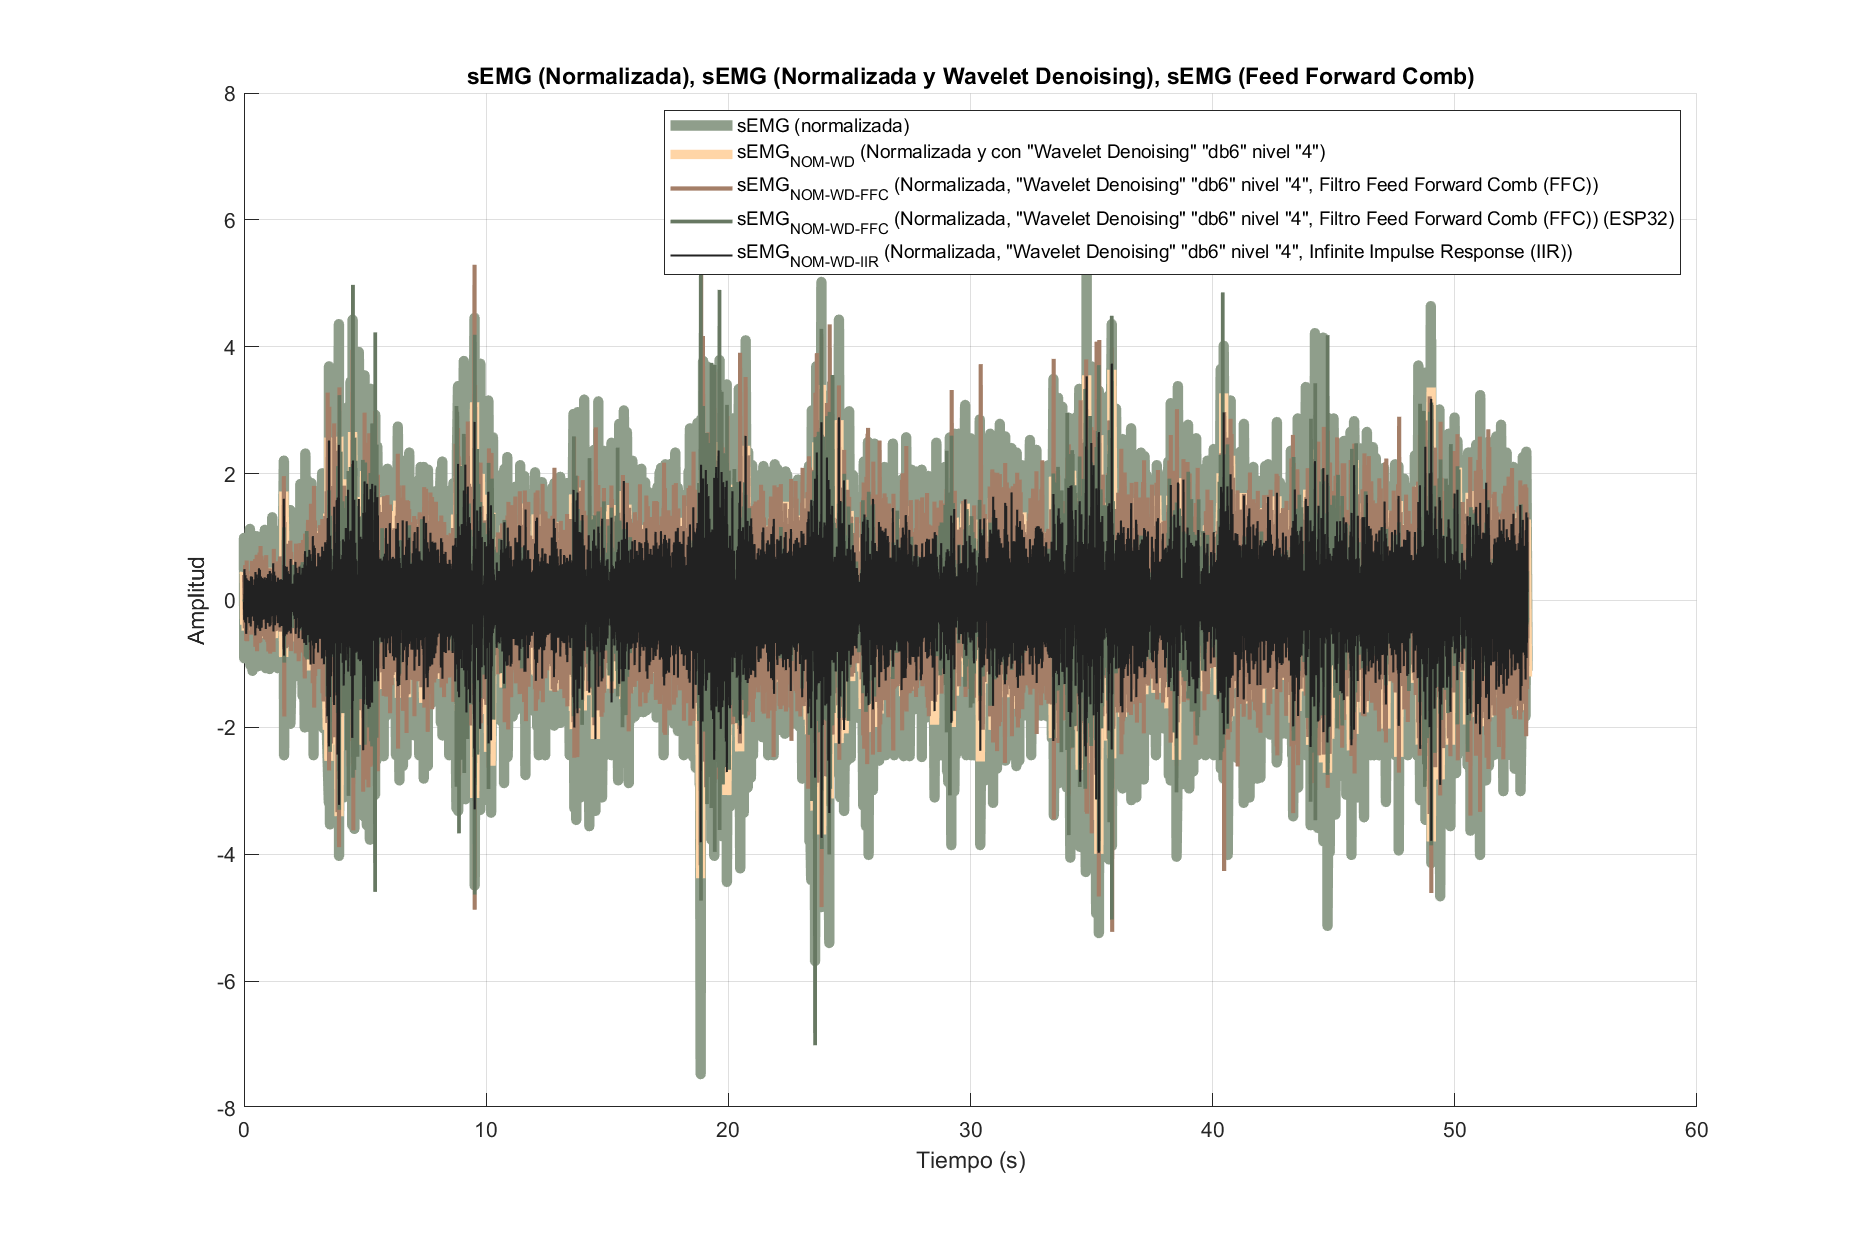 sEMG (Normalizada), sEMG (Normalizada y Wavelet Denoising), sEMG (Feed Forward Comb)
sEMG (normalizada)
sEMG_NOM-WD (Normalizada y con "Wavelet Denoising" "db6" nivel "4")
sEMG_NOM-WD-FFC (Normalizada, "Wavelet Denoising" "db6" nivel "4", Filtro Feed Forward Comb (FFC))
sEMG_NOM-WD-FFC (Normalizada, "Wavelet Denoising" "db6" nivel "4", Filtro Feed Forward Comb (FFC)) (ESP32)
sEMG_NOM-WD-IIR (Normalizada, "Wavelet Denoising" "db6" nivel "4", Infinite Impulse Response (IIR))
8
6
4
2
0
-2
-4
-6
-8
Amplitud
0 10 20 30 40 50 60
Tiempo (s)